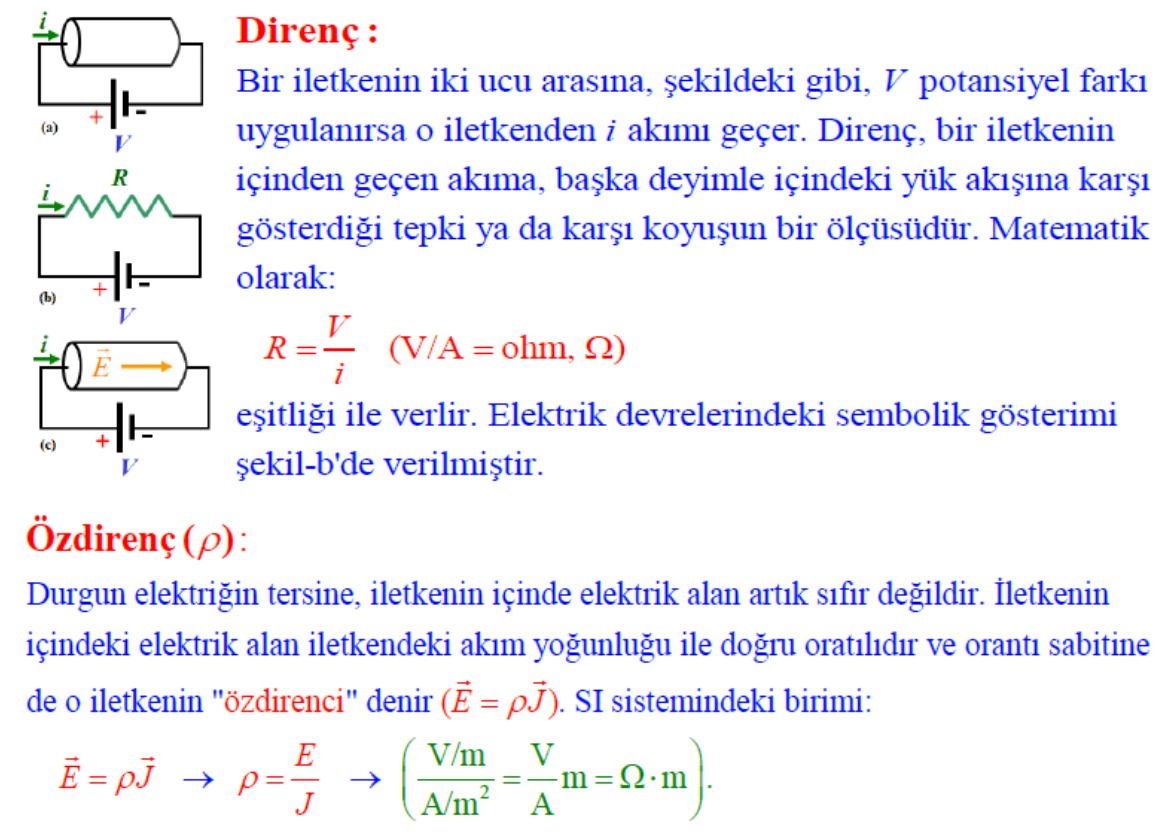 i
(a)
+
-
V
R
i
(b)
+
-
V
i
E⃗
(c)
+
-
V
Direnç :
Bir iletkenin iki ucu arasına, şekildeki gibi, V potansiyel farkı
uygulanırsa o iletkenden i akımı geçer. Direnç, bir iletkenin
içinden geçen akıma, başka deyimle içindeki yük akışına karşı
gösterdiği tepki ya da karşı koyuşun bir ölçüsüdür. Matematik
olarak:
R = V/i (V/A = ohm, Ω)
eşitliği ile verlir. Elektrik devrelerindeki sembolik gösterimi
şekil-b'de verilmiştir.
Özdirenç (ρ):
Durgun elektriğin tersine, iletkenin içinde elektrik alan artık sıfır değildir. İletkenin
içindeki elektrik alan iletkendeki akım yoğunluğu ile doğru oratılıdır ve orantı sabitine
de o iletkenin "özdirenci" denir (E⃗ = ρJ⃗). SI sistemindeki birimi:
E⃗ = ρJ⃗ → ρ = E/J → ( (V/m)/(A/m²) = V/A m = Ω·m ).